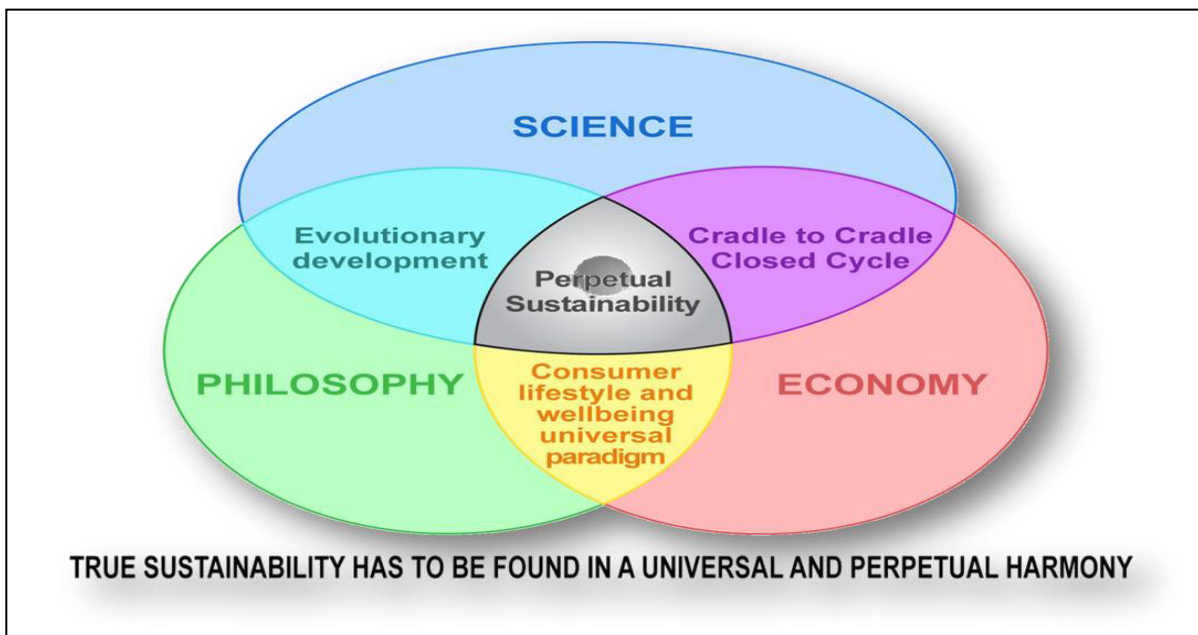 SCIENCE
Evolutionary
development
Cradle to Cradle
Closed Cycle
Perpetual
Sustainability
PHILOSOPHY
Consumer
lifestyle and
wellbeing
universal
paradigm
ECONOMY
TRUE SUSTAINABILITY HAS TO BE FOUND IN A UNIVERSAL AND PERPETUAL HARMONY